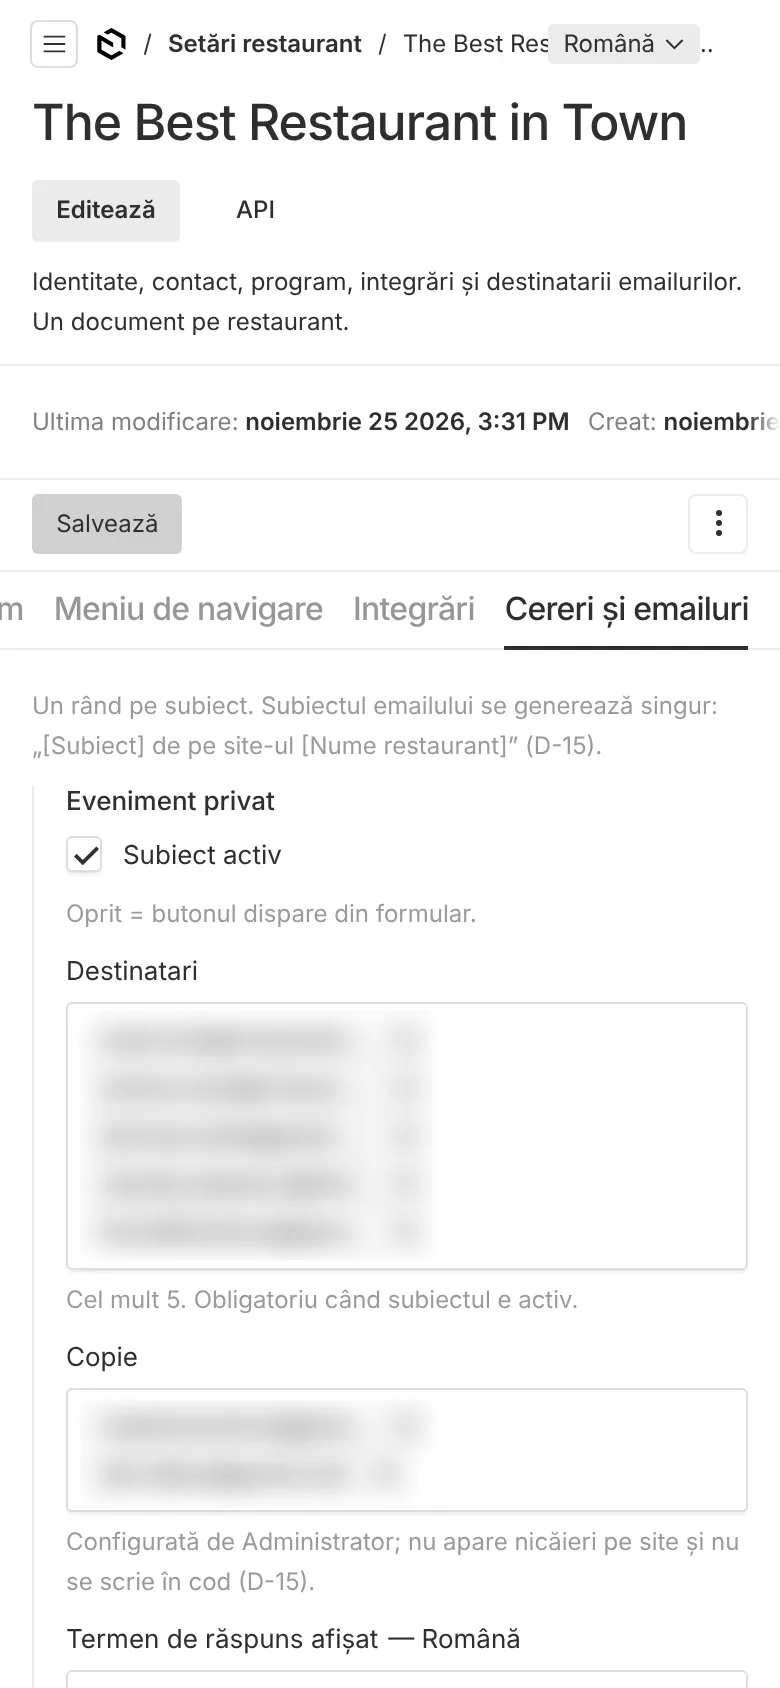 / Setări restaurant / The Best Res Română ..
The Best Restaurant in Town
Editează API
Identitate, contact, program, integrări și destinatarii emailurilor.
Un document pe restaurant.
Ultima modificare: noiembrie 25 2026, 3:31 PM Creat: noiembrie
Salvează
m Meniu de navigare Integrări Cereri și emailuri
Un rând pe subiect. Subiectul emailului se generează singur:
„[Subiect] de pe site-ul [Nume restaurant]” (D-15).
Eveniment privat
Subiect activ
Oprit = butonul dispare din formular.
Destinatari
Cel mult 5. Obligatoriu când subiectul e activ.
Copie
Configurată de Administrator; nu apare nicăieri pe site și nu
se scrie în cod (D-15).
Termen de răspuns afișat — Română